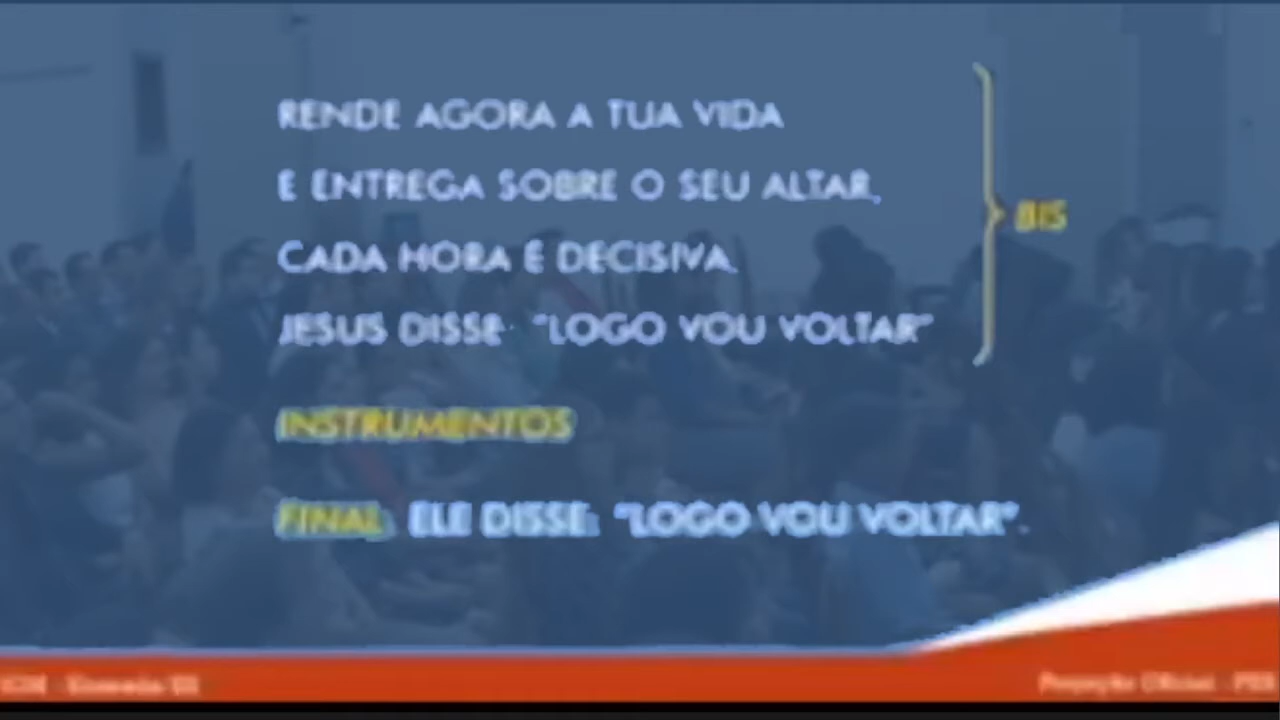 RENDE AGORA A TUA VIDA
E ENTREGA SOBRE O SEU ALTAR,
CADA HORA É DECISIVA.
BIS
JESUS DISSE: "LOGO VOU VOLTAR"
INSTRUMENTOS
FINAL: ELE DISSE: "LOGO VOU VOLTAR".